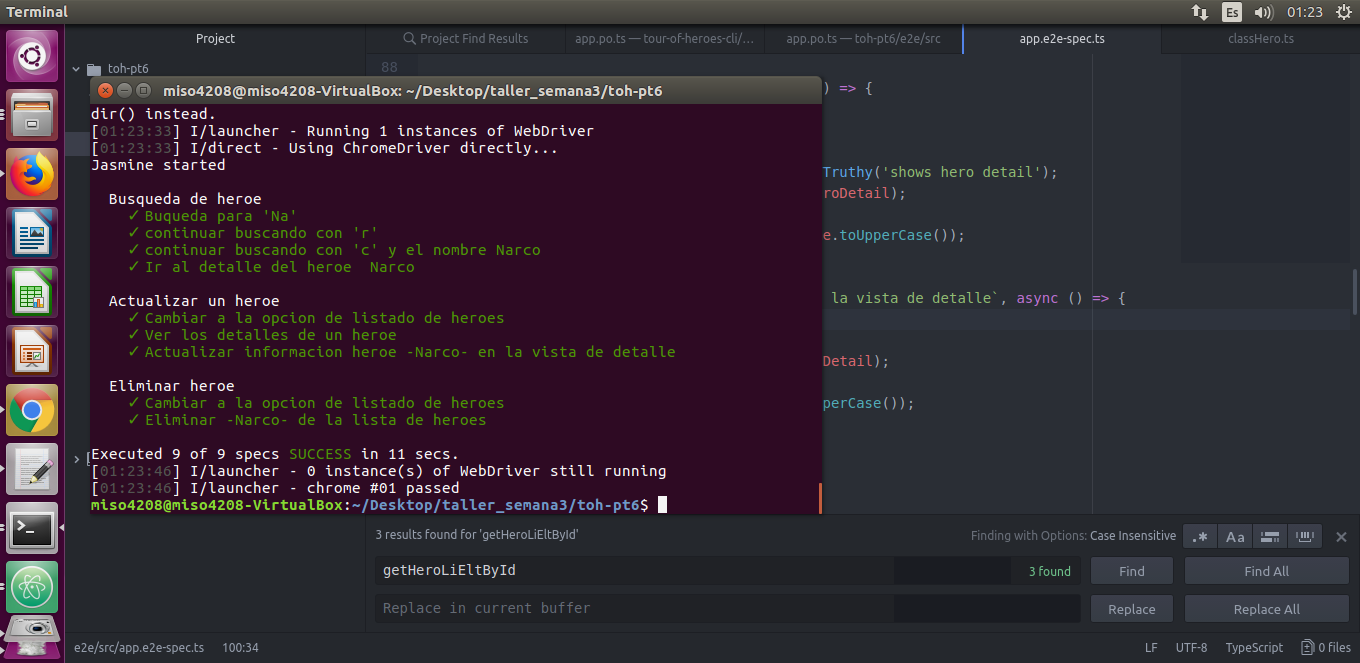 Terminal
Es
01:23
Project
Project Find Results
app.po.ts — tour-of-heroes-cli/...
app.po.ts — toh-pt6/e2e/src
app.e2e-spec.ts
classHero.ts
toh-pt6
88
) => {
Truthy('shows hero detail');
roDetail);
e.toUpperCase());
la vista de detalle`, async () => {
Detail);
perCase());
miso4208@miso4208-VirtualBox: ~/Desktop/taller_semana3/toh-pt6
dir() instead.
[01:23:33] I/launcher - Running 1 instances of WebDriver
[01:23:33] I/direct - Using ChromeDriver directly...
Jasmine started
Busqueda de heroe
✓ Buqueda para 'Na'
✓ continuar buscando con 'r'
✓ continuar buscando con 'c' y el nombre Narco
✓ Ir al detalle del heroe  Narco
Actualizar un heroe
✓ Cambiar a la opcion de listado de heroes
✓ Ver los detalles de un heroe
✓ Actualizar informacion heroe -Narco- en la vista de detalle
Eliminar heroe
✓ Cambiar a la opcion de listado de heroes
✓ Eliminar -Narco- de la lista de heroes
Executed 9 of 9 specs SUCCESS in 11 secs.
[01:23:46] I/launcher - 0 instance(s) of WebDriver still running
[01:23:46] I/launcher - chrome #01 passed
miso4208@miso4208-VirtualBox:~/Desktop/taller_semana3/toh-pt6$
3 results found for 'getHeroLiEltById'
Finding with Options: Case Insensitive
.*
Aa
getHeroLiEltById
3 found
Find
Find All
Replace in current buffer
Replace
Replace All
e2e/src/app.e2e-spec.ts
100:34
LF
UTF-8
TypeScript
0 files